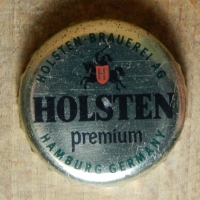 HOLSTEN-BRAUEREI AG
H
HOLSTEN
premium
HAMBURG GERMANY